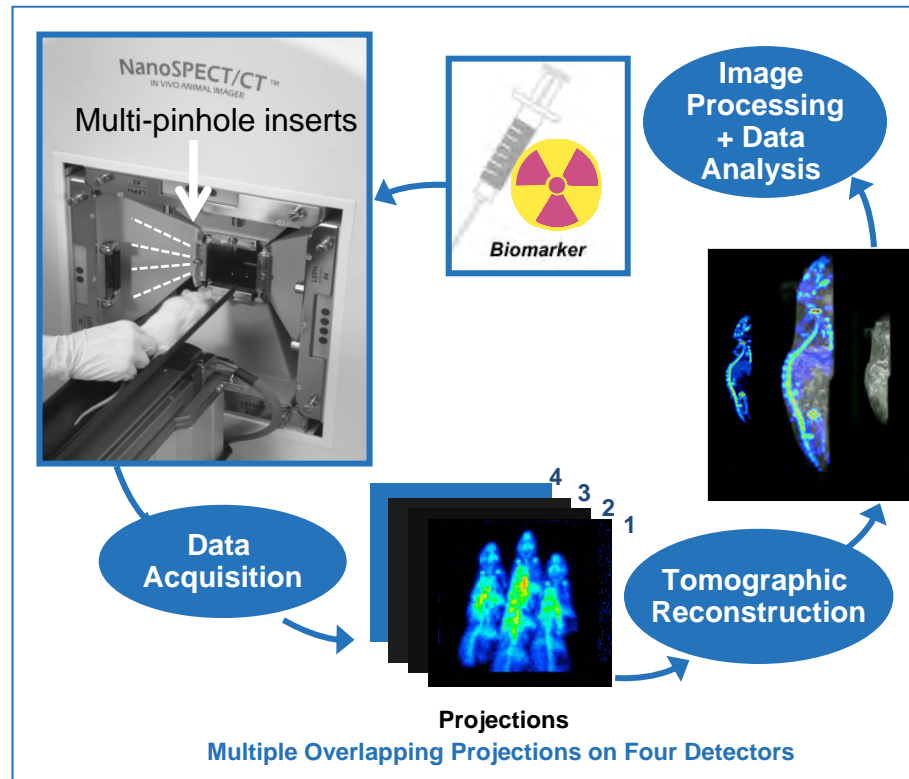 NanoSPECT/CT™
IN VIVO ANIMAL IMAGER
Multi-pinhole inserts
Biomarker
Image
Processing
+ Data
Analysis
Data
Acquisition
4
3
2
1
Tomographic
Reconstruction
Projections
Multiple Overlapping Projections on Four Detectors